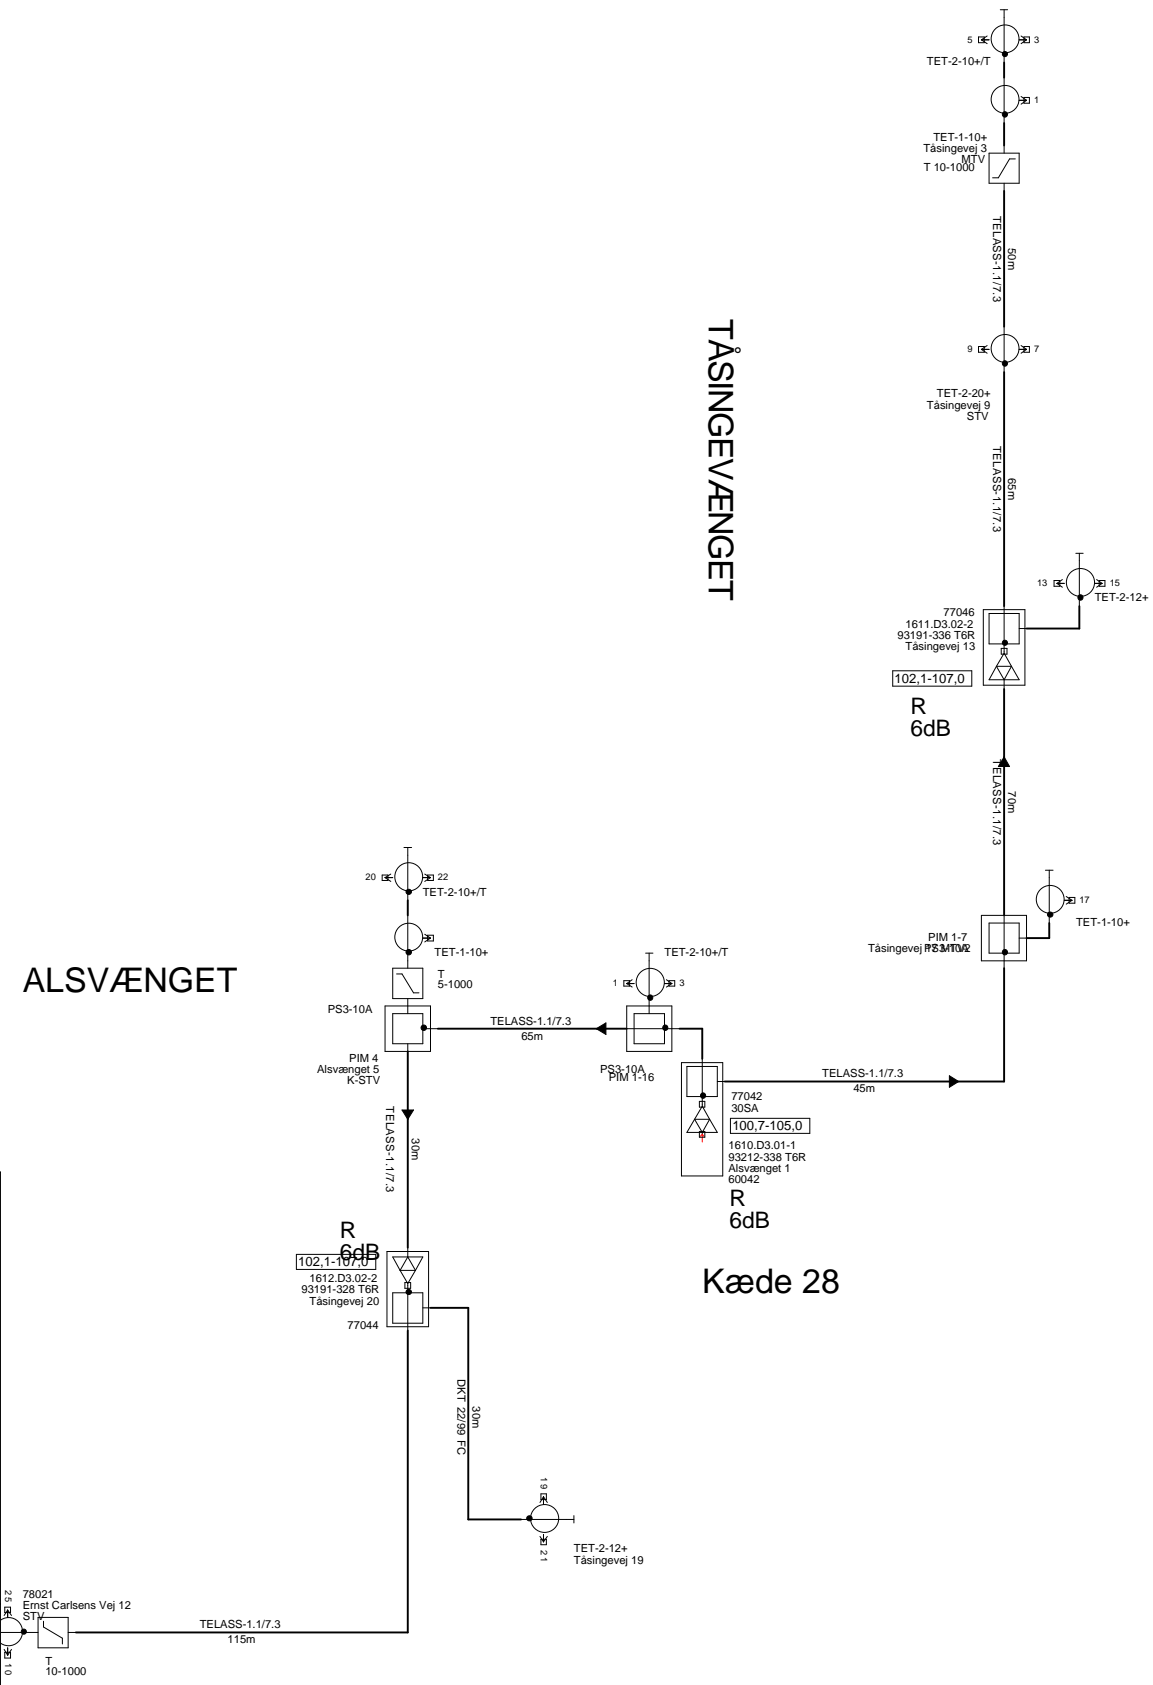 5
3
TET-2-10+/T
1
TET-1-10+
Tåsingevej 3
MTV
T 10-1000
TELASS-1.1/7.3
50m
TÅSINGEVÆNGET
9
7
TET-2-20+
Tåsingevej 9
STV
TELASS-1.1/7.3
65m
13
15
TET-2-12+
77046
1611.D3.02-2
93191-336 T6R
Tåsingevej 13
102,1-107,0
R
6dB
TELASS-1.1/7.3
70m
17
TET-1-10+
PIM 1-7
Tåsingevej 17
20
22
TET-2-10+/T
TET-1-10+
T
5-1000
ALSVÆNGET
PS3-10A
PIM 4
Alsvænget 5
K-STV
TELASS-1.1/7.3
65m
TET-2-10+/T
1
3
PS3-10A
PIM 1-16
TELASS-1.1/7.3
45m
77042
30SA
100,7-105,0
1610.D3.01-1
93212-338 T6R
Alsvænget 1
60042
R
6dB
Kæde 28
TELASS-1.1/7.3
30m
R
6dB
102,1-107,0
1612.D3.02-2
93191-328 T6R
Tåsingevej 20
77044
DKT 22/99 FC
30m
19
21
TET-2-12+
Tåsingevej 19
25
10
78021
Ernst Carlsens Vej 12
STV
T
10-1000
TELASS-1.1/7.3
115m